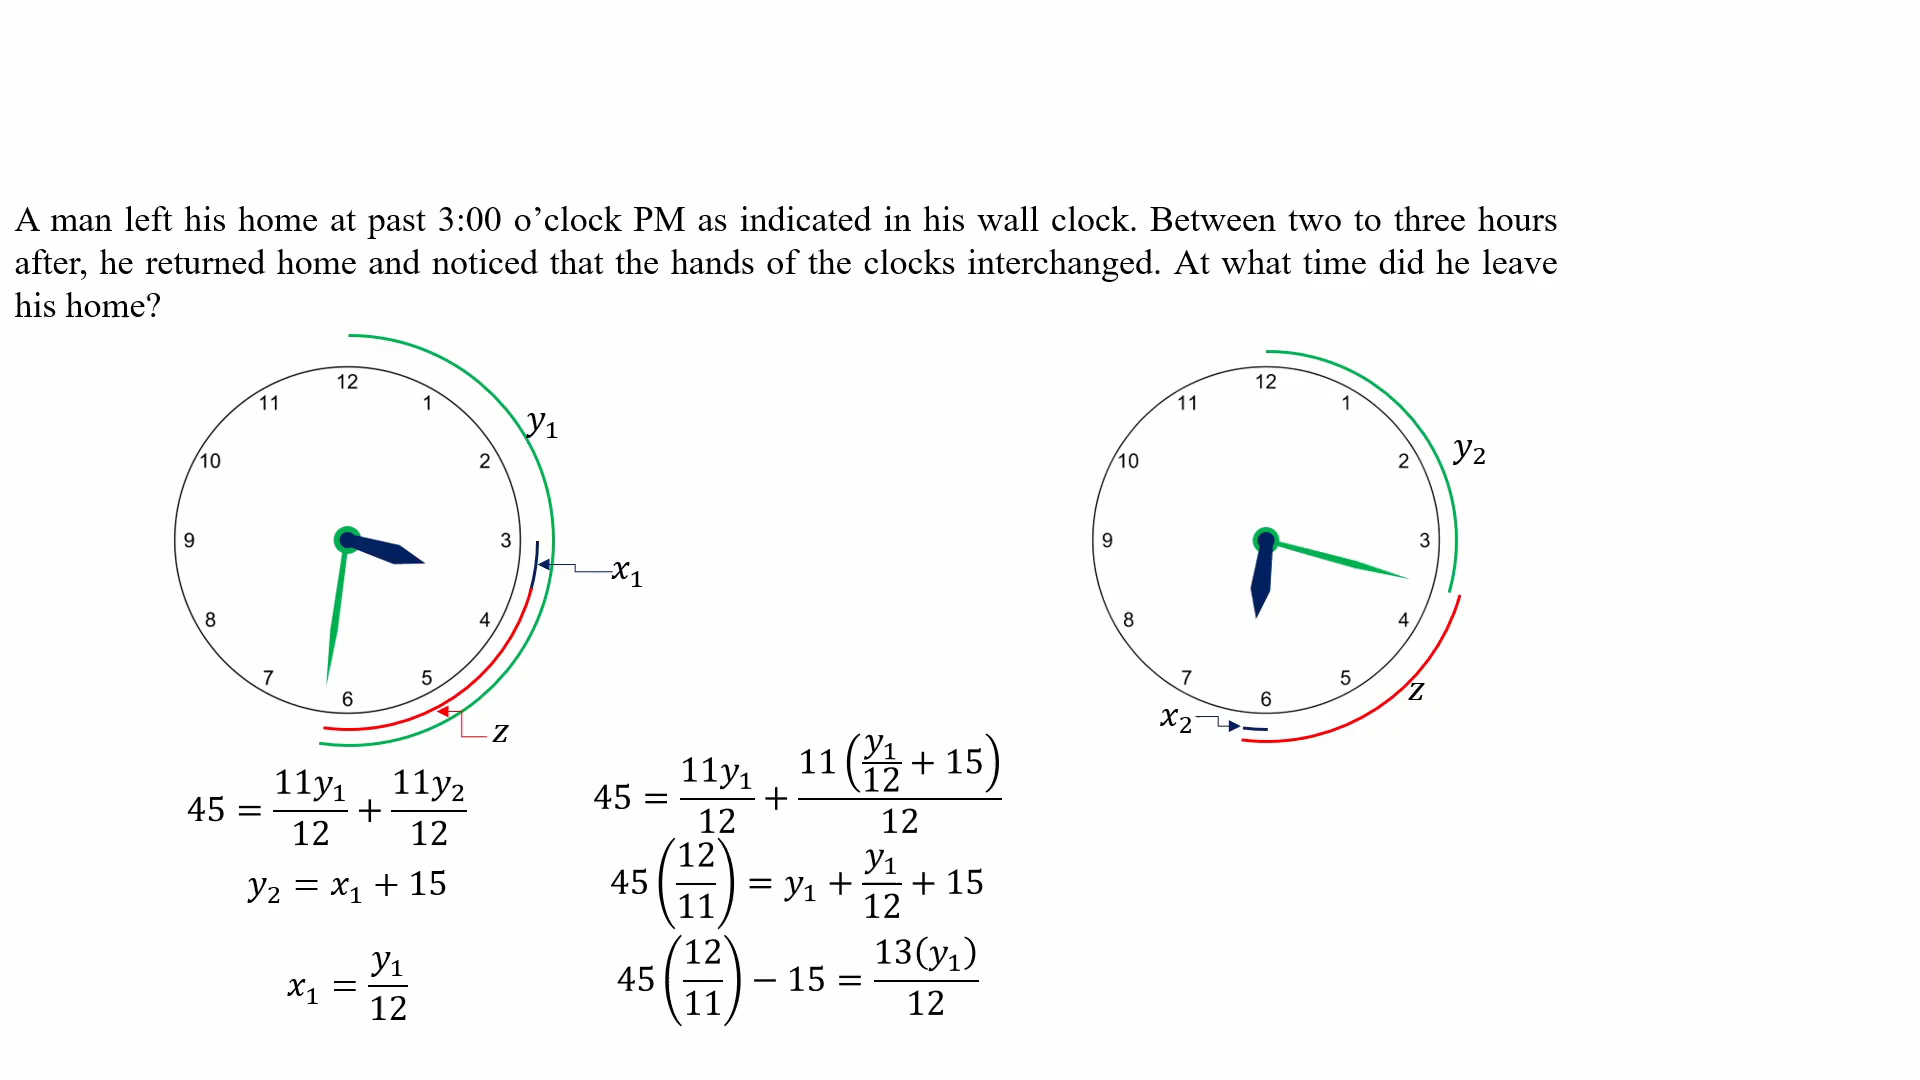 A man left his home at past 3:00 o’clock PM as indicated in his wall clock. Between two to three hours
after, he returned home and noticed that the hands of the clocks interchanged. At what time did he leave
his home?
12
11
1
10
2
9
3
8
4
7
5
6
y₁
x₁
z
12
11
1
10
2
9
3
8
4
7
5
6
y₂
z
x₂
45 = 11y₁/12 + 11y₂/12
y₂ = x₁ + 15
x₁ = y₁/12
45 = 11y₁/12 + 11(y₁/12 + 15)/12
45(12/11) = y₁ + y₁/12 + 15
45(12/11) − 15 = 13(y₁)/12